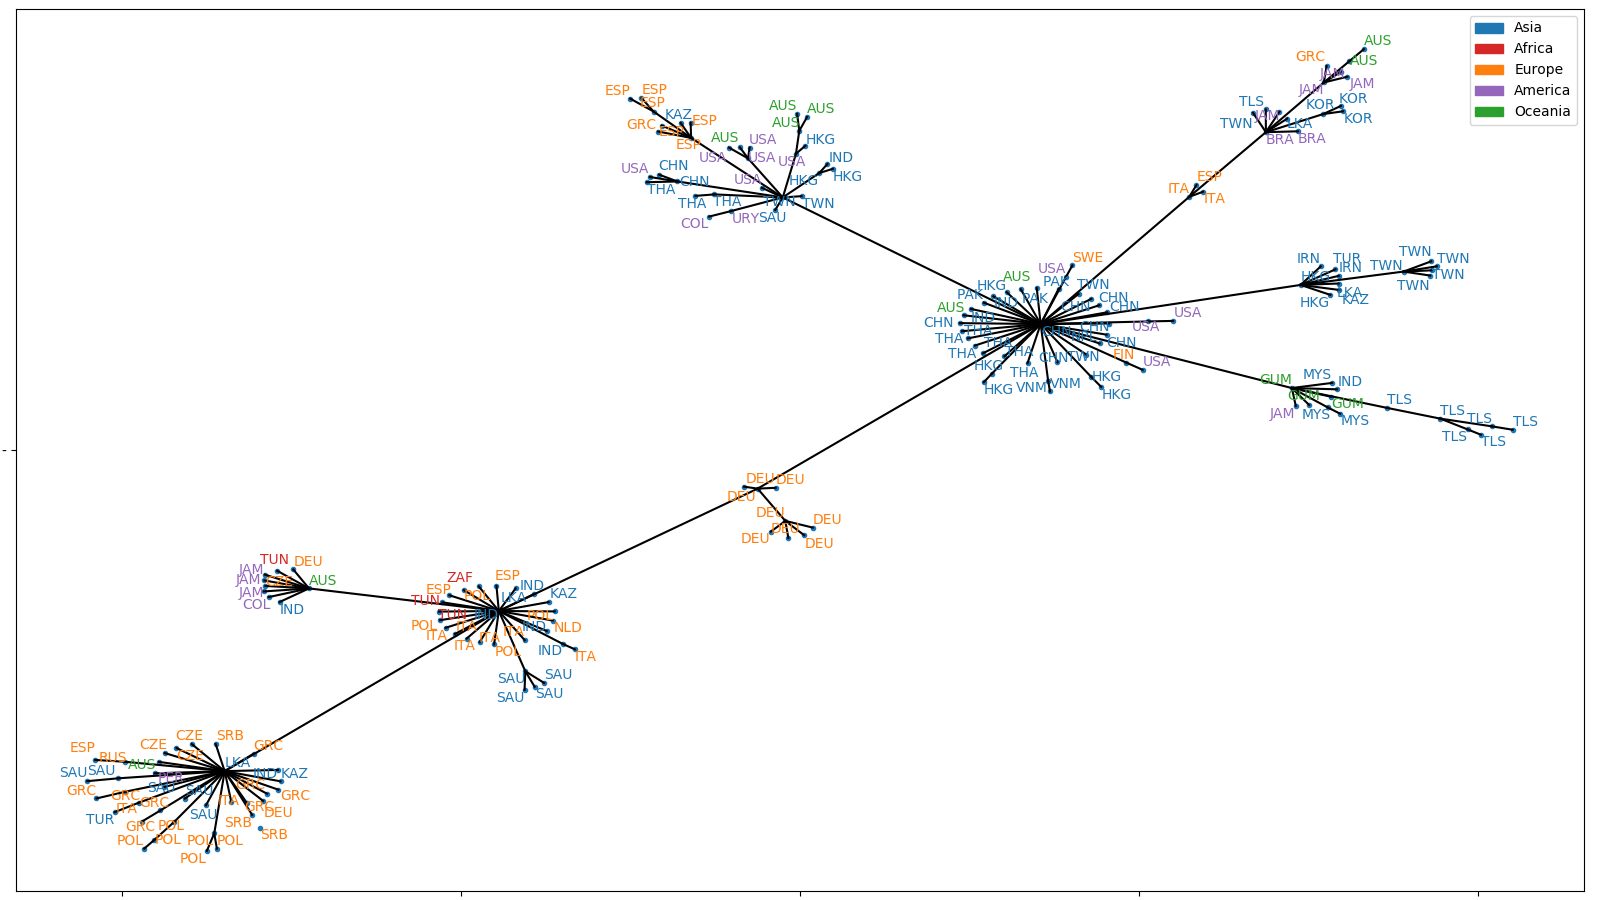 Asia
Africa
Europe
America
Oceania
AUS
GRC
AUS
JAM
JAM
JAM
ESP
ESP
ESP
KAZ
ESP
GRC
ESP
ESP
AUS
AUS
AUS
TLS
KOR
KOR
KOR
TWN
JAM
LKA
BRA
BRA
AUS
USA
USA
USA
HKG
USA
IND
HKG
HKG
USA
CHN
CHN
THA
USA
THA
THA
TWN
TWN
SAU
COL
URY
ESP
ITA
ITA
SWE
USA
AUS
PAK
TWN
HKG
PAK
IND
PAK
CHN
CHN
CHN
AUS
IND
CHN
THA
THA
THA
THA
THA
THA
CHN
CHN
CHN
CHN
TWN
FIN
USA
USA
USA
HKG
HKG
VNM
VNM
HKG
HKG
IRN
TUR
IRN
HKG
HKG
LKA
KAZ
TWN
TWN
TWN
TWN
TWN
GUM
MYS
IND
GUM
GUM
JAM
MYS
MYS
TLS
TLS
TLS
TLS
TLS
TLS
DEU
DEU
DEU
DEU
DEU
DEU
DEU
DEU
TUN
DEU
JAM
JAM
CZE
AUS
JAM
COL
IND
ZAF
ESP
IND
ESP
POL
LKA
KAZ
TUN
TUN
IND
POL
NLD
POL
ITA
ITA
ITA
IND
ITA
ITA
POL
IND
ITA
SAU
SAU
SAU
SAU
CZE
SRB
GRC
ESP
CZE
CZE
RUS
AUS
LKA
SAU
SAU
IND
KAZ
SAU
SAU
GRC
GRC
GRC
GRC
GRC
ITA
ITA
GRC
DEU
TUR
SAU
SRB
SRB
GRC
POL
POL
POL
POL
POL
POL